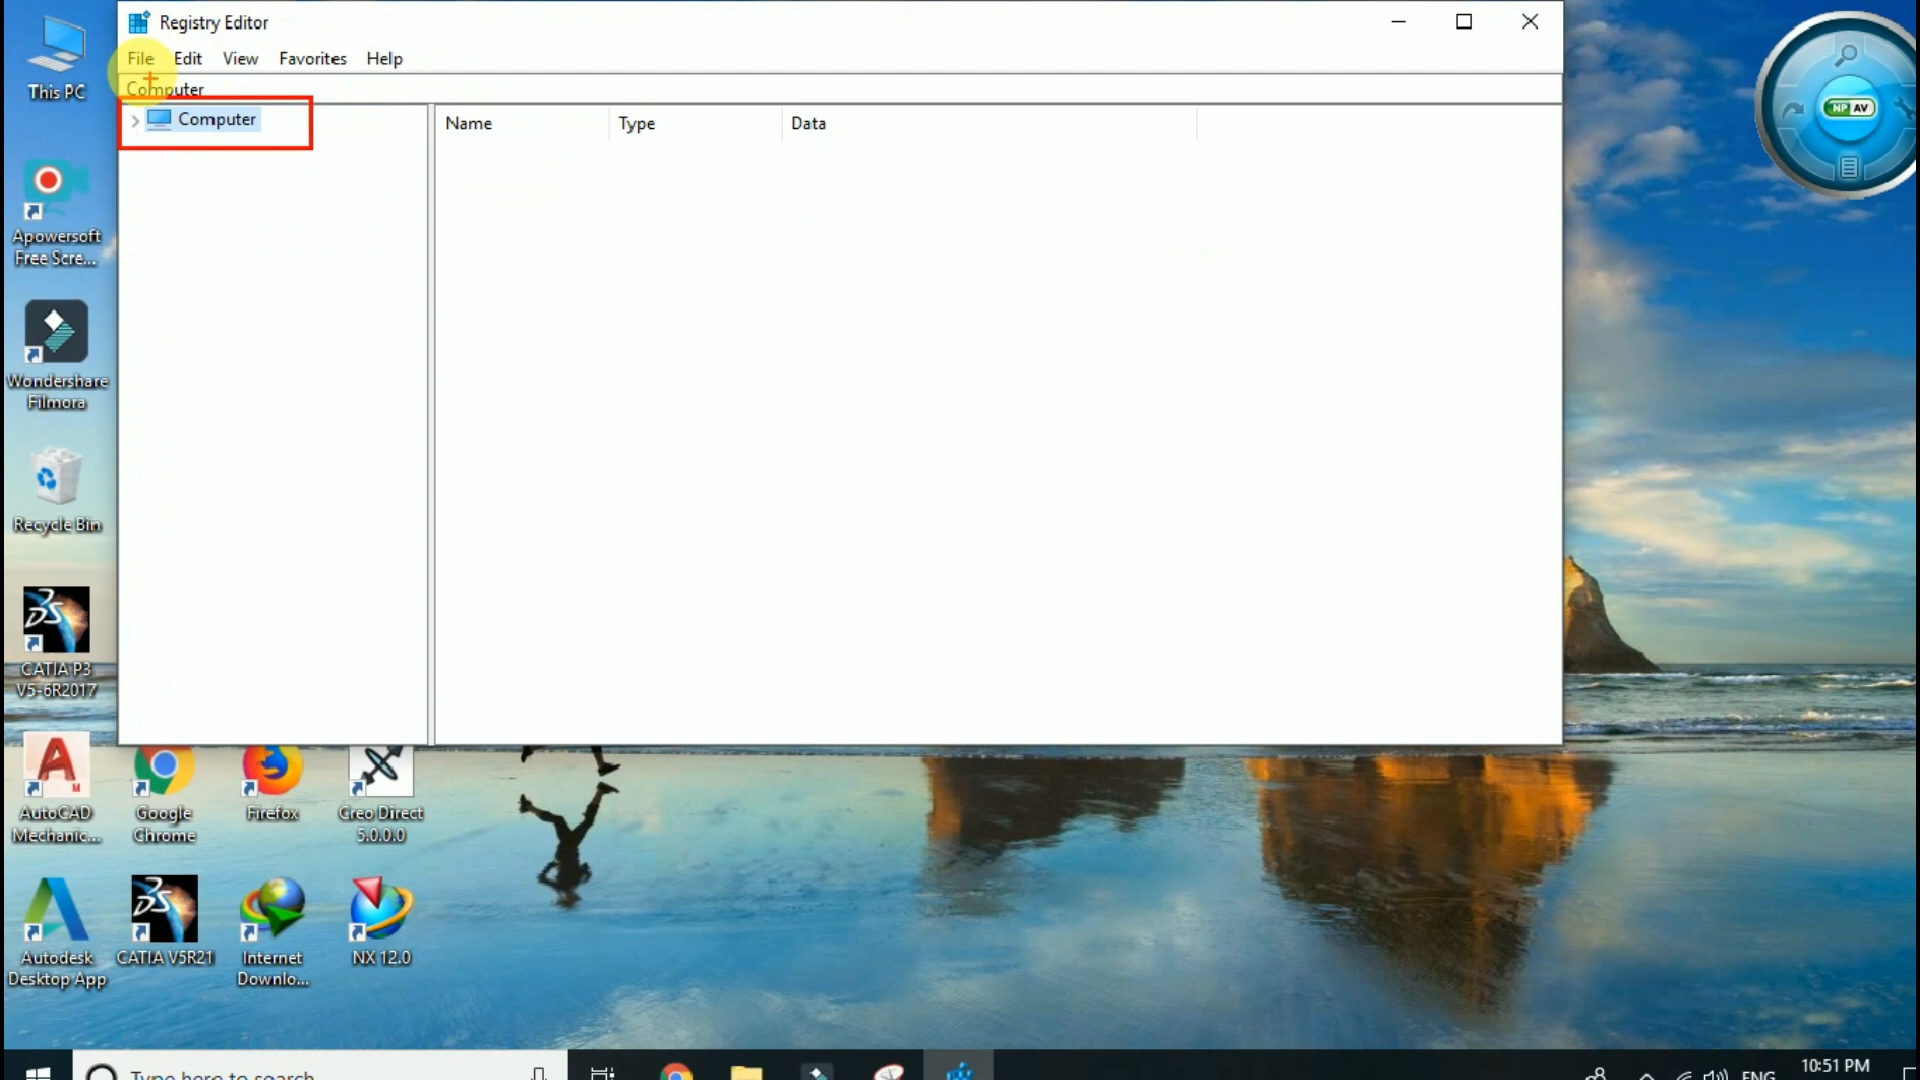 Registry Editor
File Edit View Favorites Help
Computer
Computer
Name Type Data
This PC
NP AV
Apowersoft
Free Scre...
Wondershare
Filmora
Recycle Bin
CATIA P3
V5-6R2017
AutoCAD
Mechanic...
Google
Chrome
Firefox
Creo Direct
5.0.0.0
Autodesk
Desktop App
CATIA V5R21
Internet
Downlo...
NX 12.0
Type here to search
ENG
10:51 PM